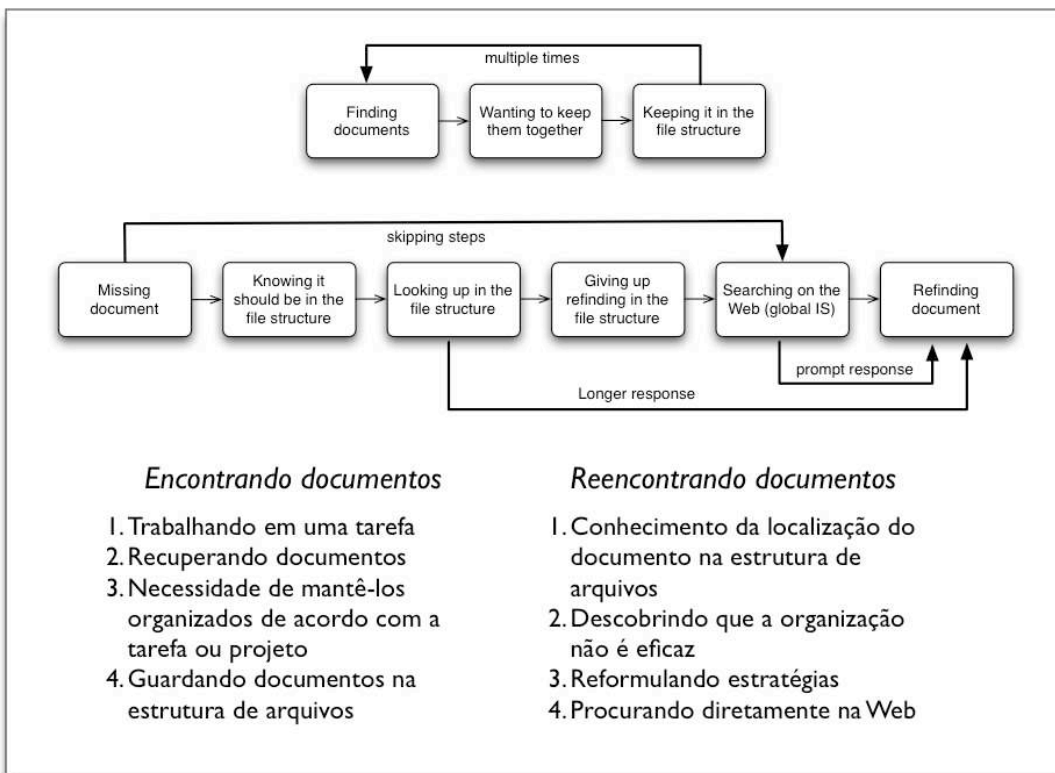 multiple times
Finding
documents
Wanting to keep
them together
Keeping it in the
file structure
skipping steps
Missing
document
Knowing it
should be in the
file structure
Looking up in the
file structure
Giving up
refinding in the
file structure
Searching on the
Web (global IS)
Refinding
document
prompt response
Longer response
Encontrando documentos
1. Trabalhando em uma tarefa
2. Recuperando documentos
3. Necessidade de mantê-los
organizados de acordo com a
tarefa ou projeto
4. Guardando documentos na
estrutura de arquivos
Reencontrando documentos
1. Conhecimento da localização do
documento na estrutura de
arquivos
2. Descobrindo que a organização
não é eficaz
3. Reformulando estratégias
4. Procurando diretamente na Web